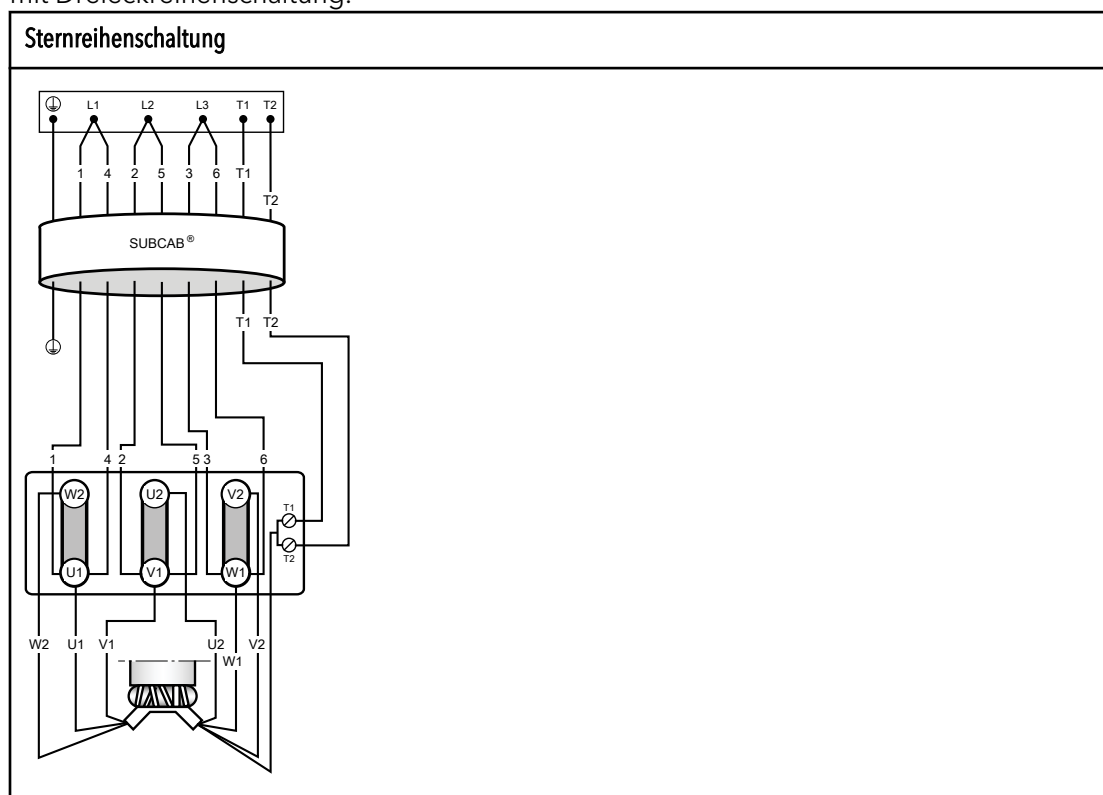 mit Dreieckreihenschaltung.
Sternreihenschaltung
L1 L2 L3 T1 T2
1 4 2 5 3 6 T1
T2
SUBCAB®
T1 T2
1 4 2 5 3 6
W2 U2 V2
T1
T2
U1 V1 W1
W2 U1 V1 U2 V2
W1